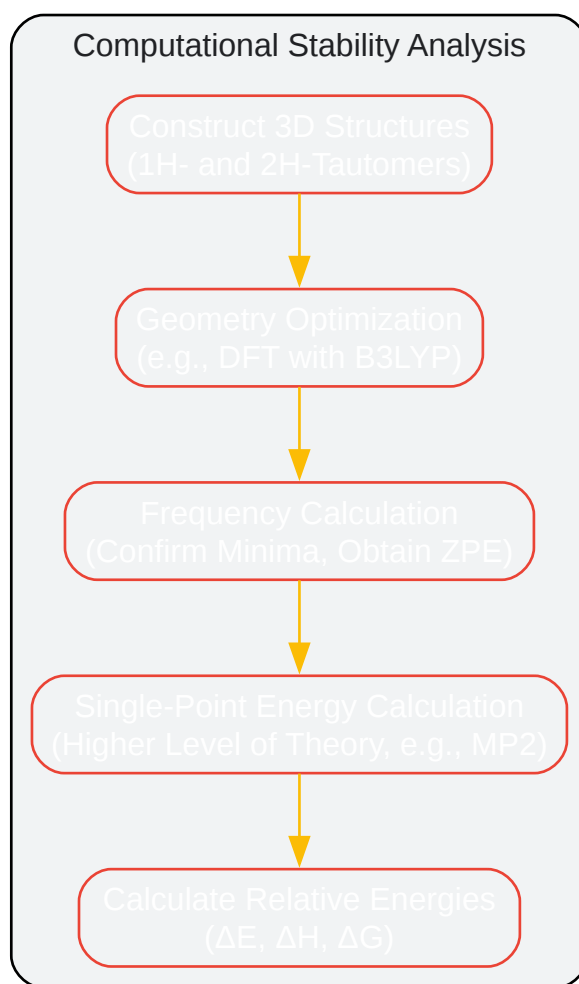 Computational Stability Analysis
Construct 3D Structures
(1H- and 2H-Tautomers)
Geometry Optimization
(e.g., DFT with B3LYP)
Frequency Calculation
(Confirm Minima, Obtain ZPE)
Single-Point Energy Calculation
(Higher Level of Theory, e.g., MP2)
Calculate Relative Energies
(ΔE, ΔH, ΔG)